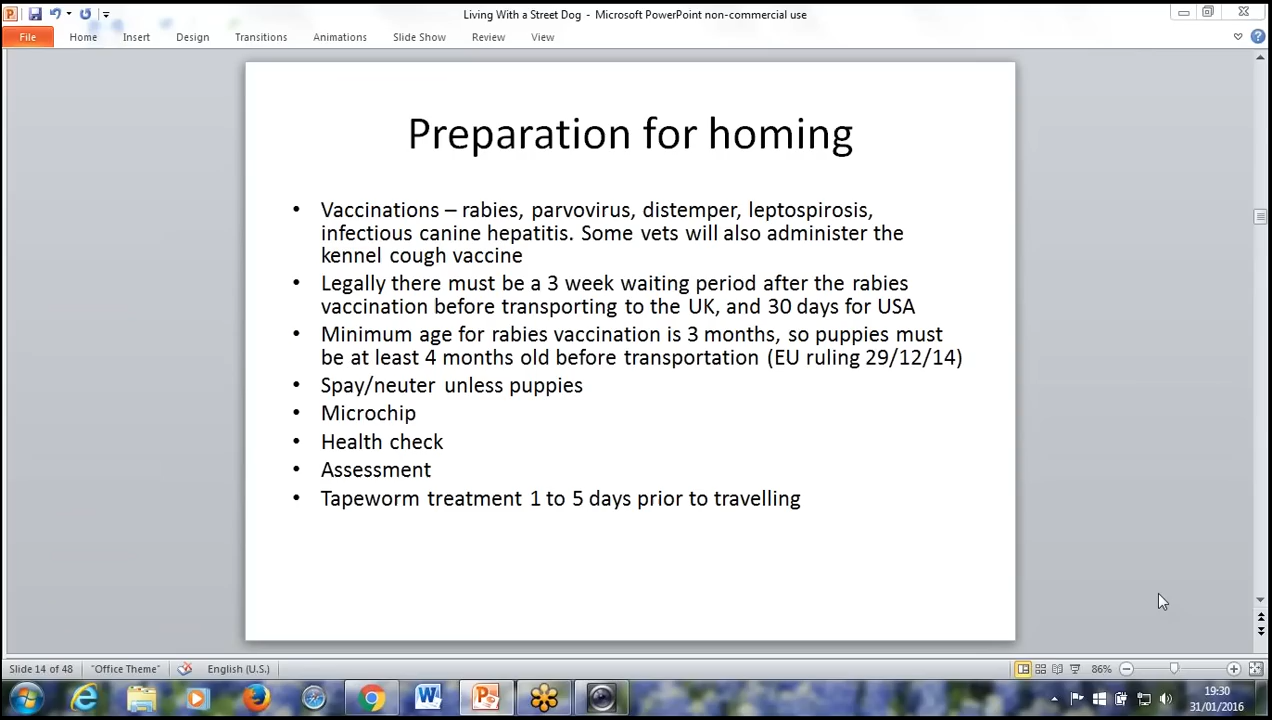 Living With a Street Dog - Microsoft PowerPoint non-commercial use
File Home Insert Design Transitions Animations Slide Show Review View
Preparation for homing
• Vaccinations – rabies, parvovirus, distemper, leptospirosis,
infectious canine hepatitis. Some vets will also administer the
kennel cough vaccine
• Legally there must be a 3 week waiting period after the rabies
vaccination before transporting to the UK, and 30 days for USA
• Minimum age for rabies vaccination is 3 months, so puppies must
be at least 4 months old before transportation (EU ruling 29/12/14)
• Spay/neuter unless puppies
• Microchip
• Health check
• Assessment
• Tapeworm treatment 1 to 5 days prior to travelling
Slide 14 of 48 "Office Theme" English (U.S.) 86%
19:30
31/01/2016